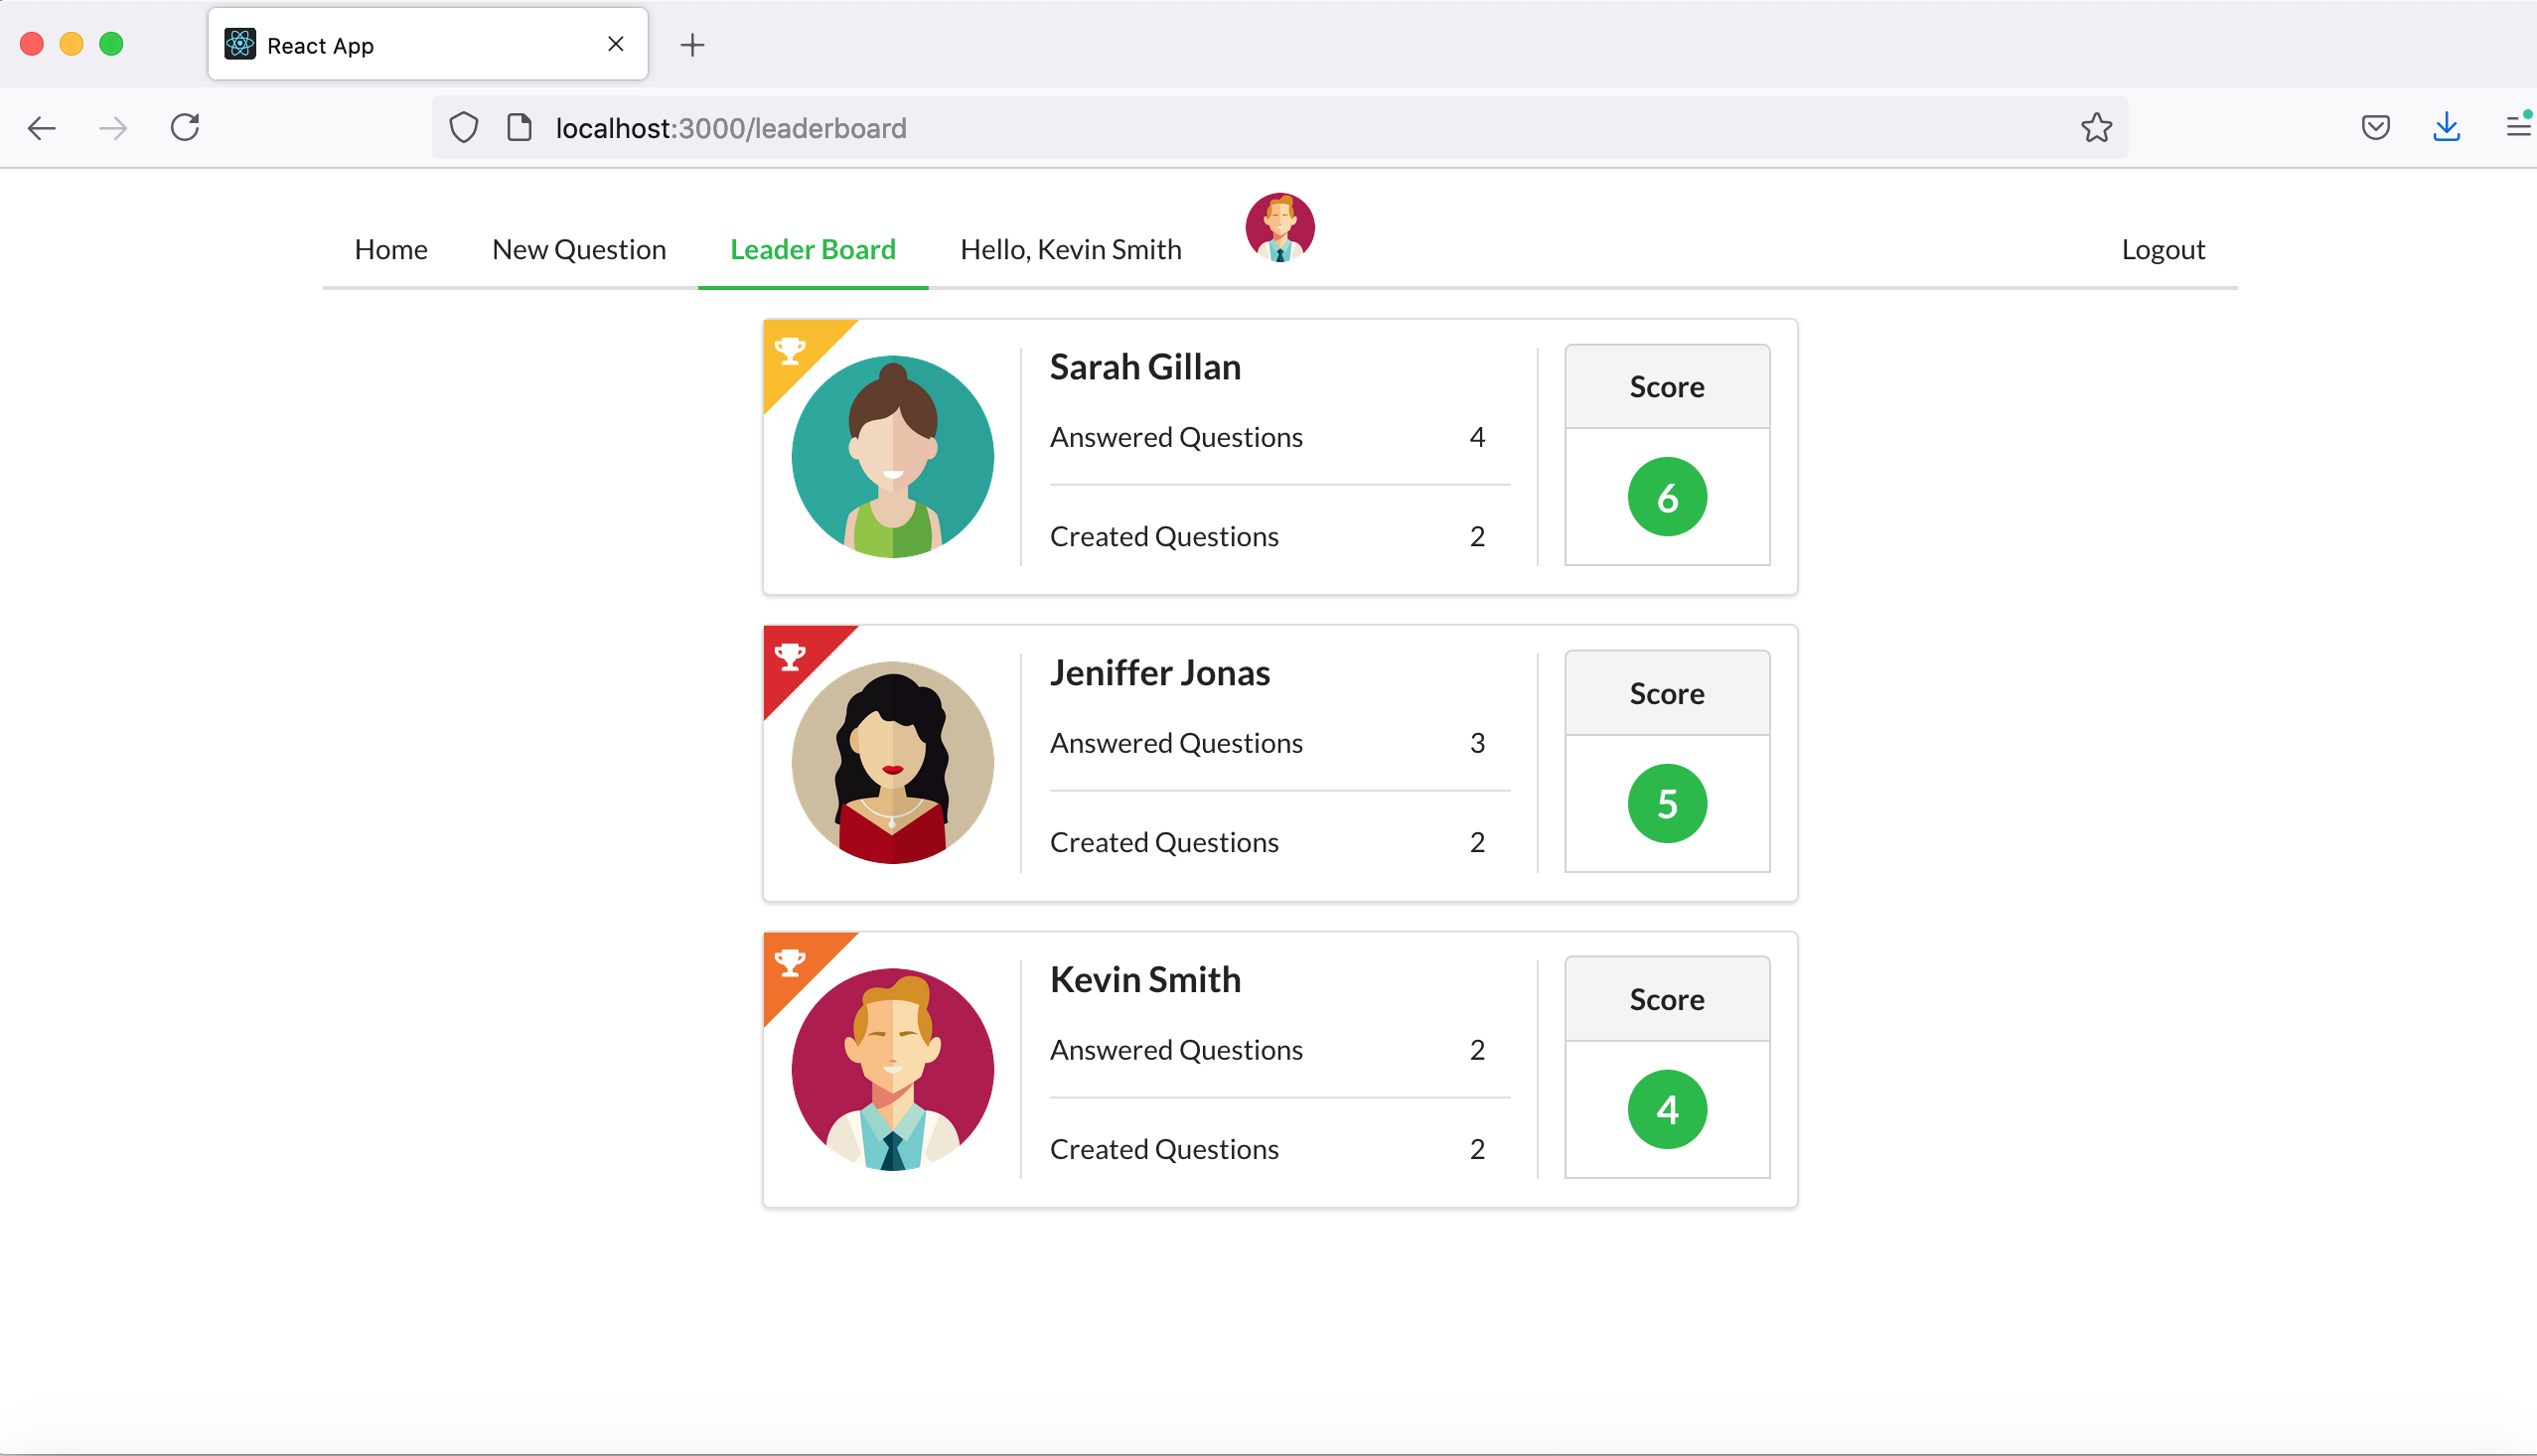 React App
localhost:3000/leaderboard
Home New Question Leader Board Hello, Kevin Smith Logout
Sarah Gillan
Answered Questions 4
Created Questions 2
Score
6
Jeniffer Jonas
Answered Questions 3
Created Questions 2
Score
5
Kevin Smith
Answered Questions 2
Created Questions 2
Score
4